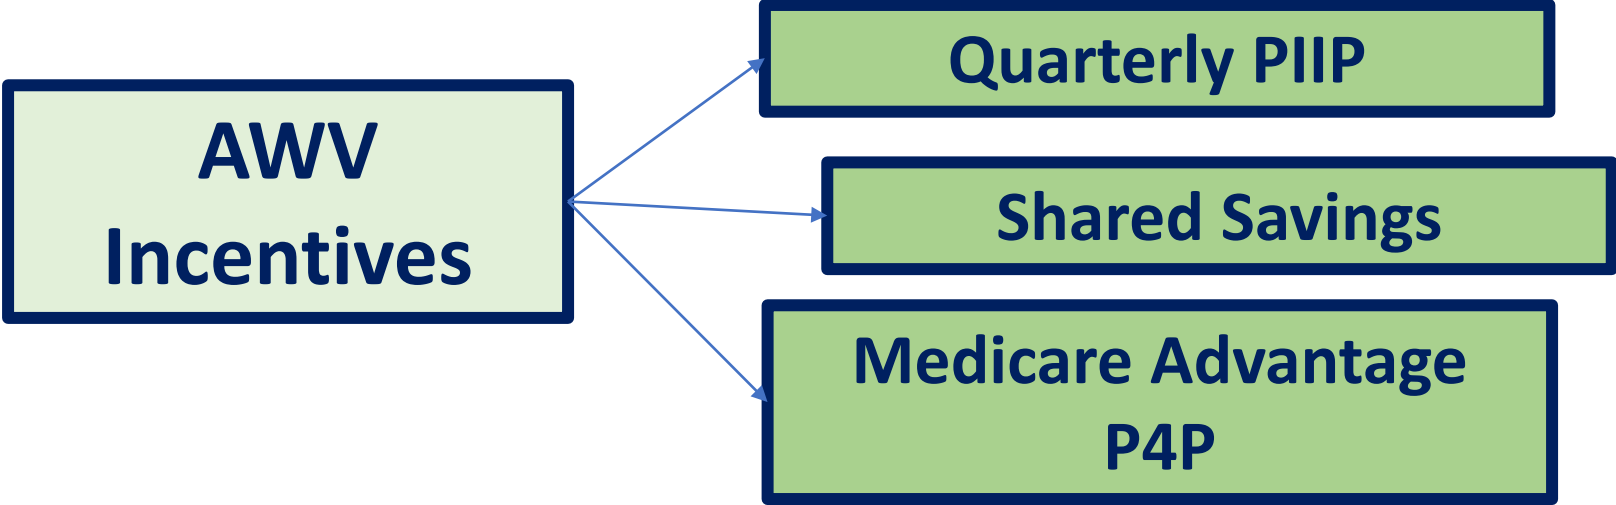 AWV
Incentives
Quarterly PIIP
Shared Savings
Medicare Advantage
P4P